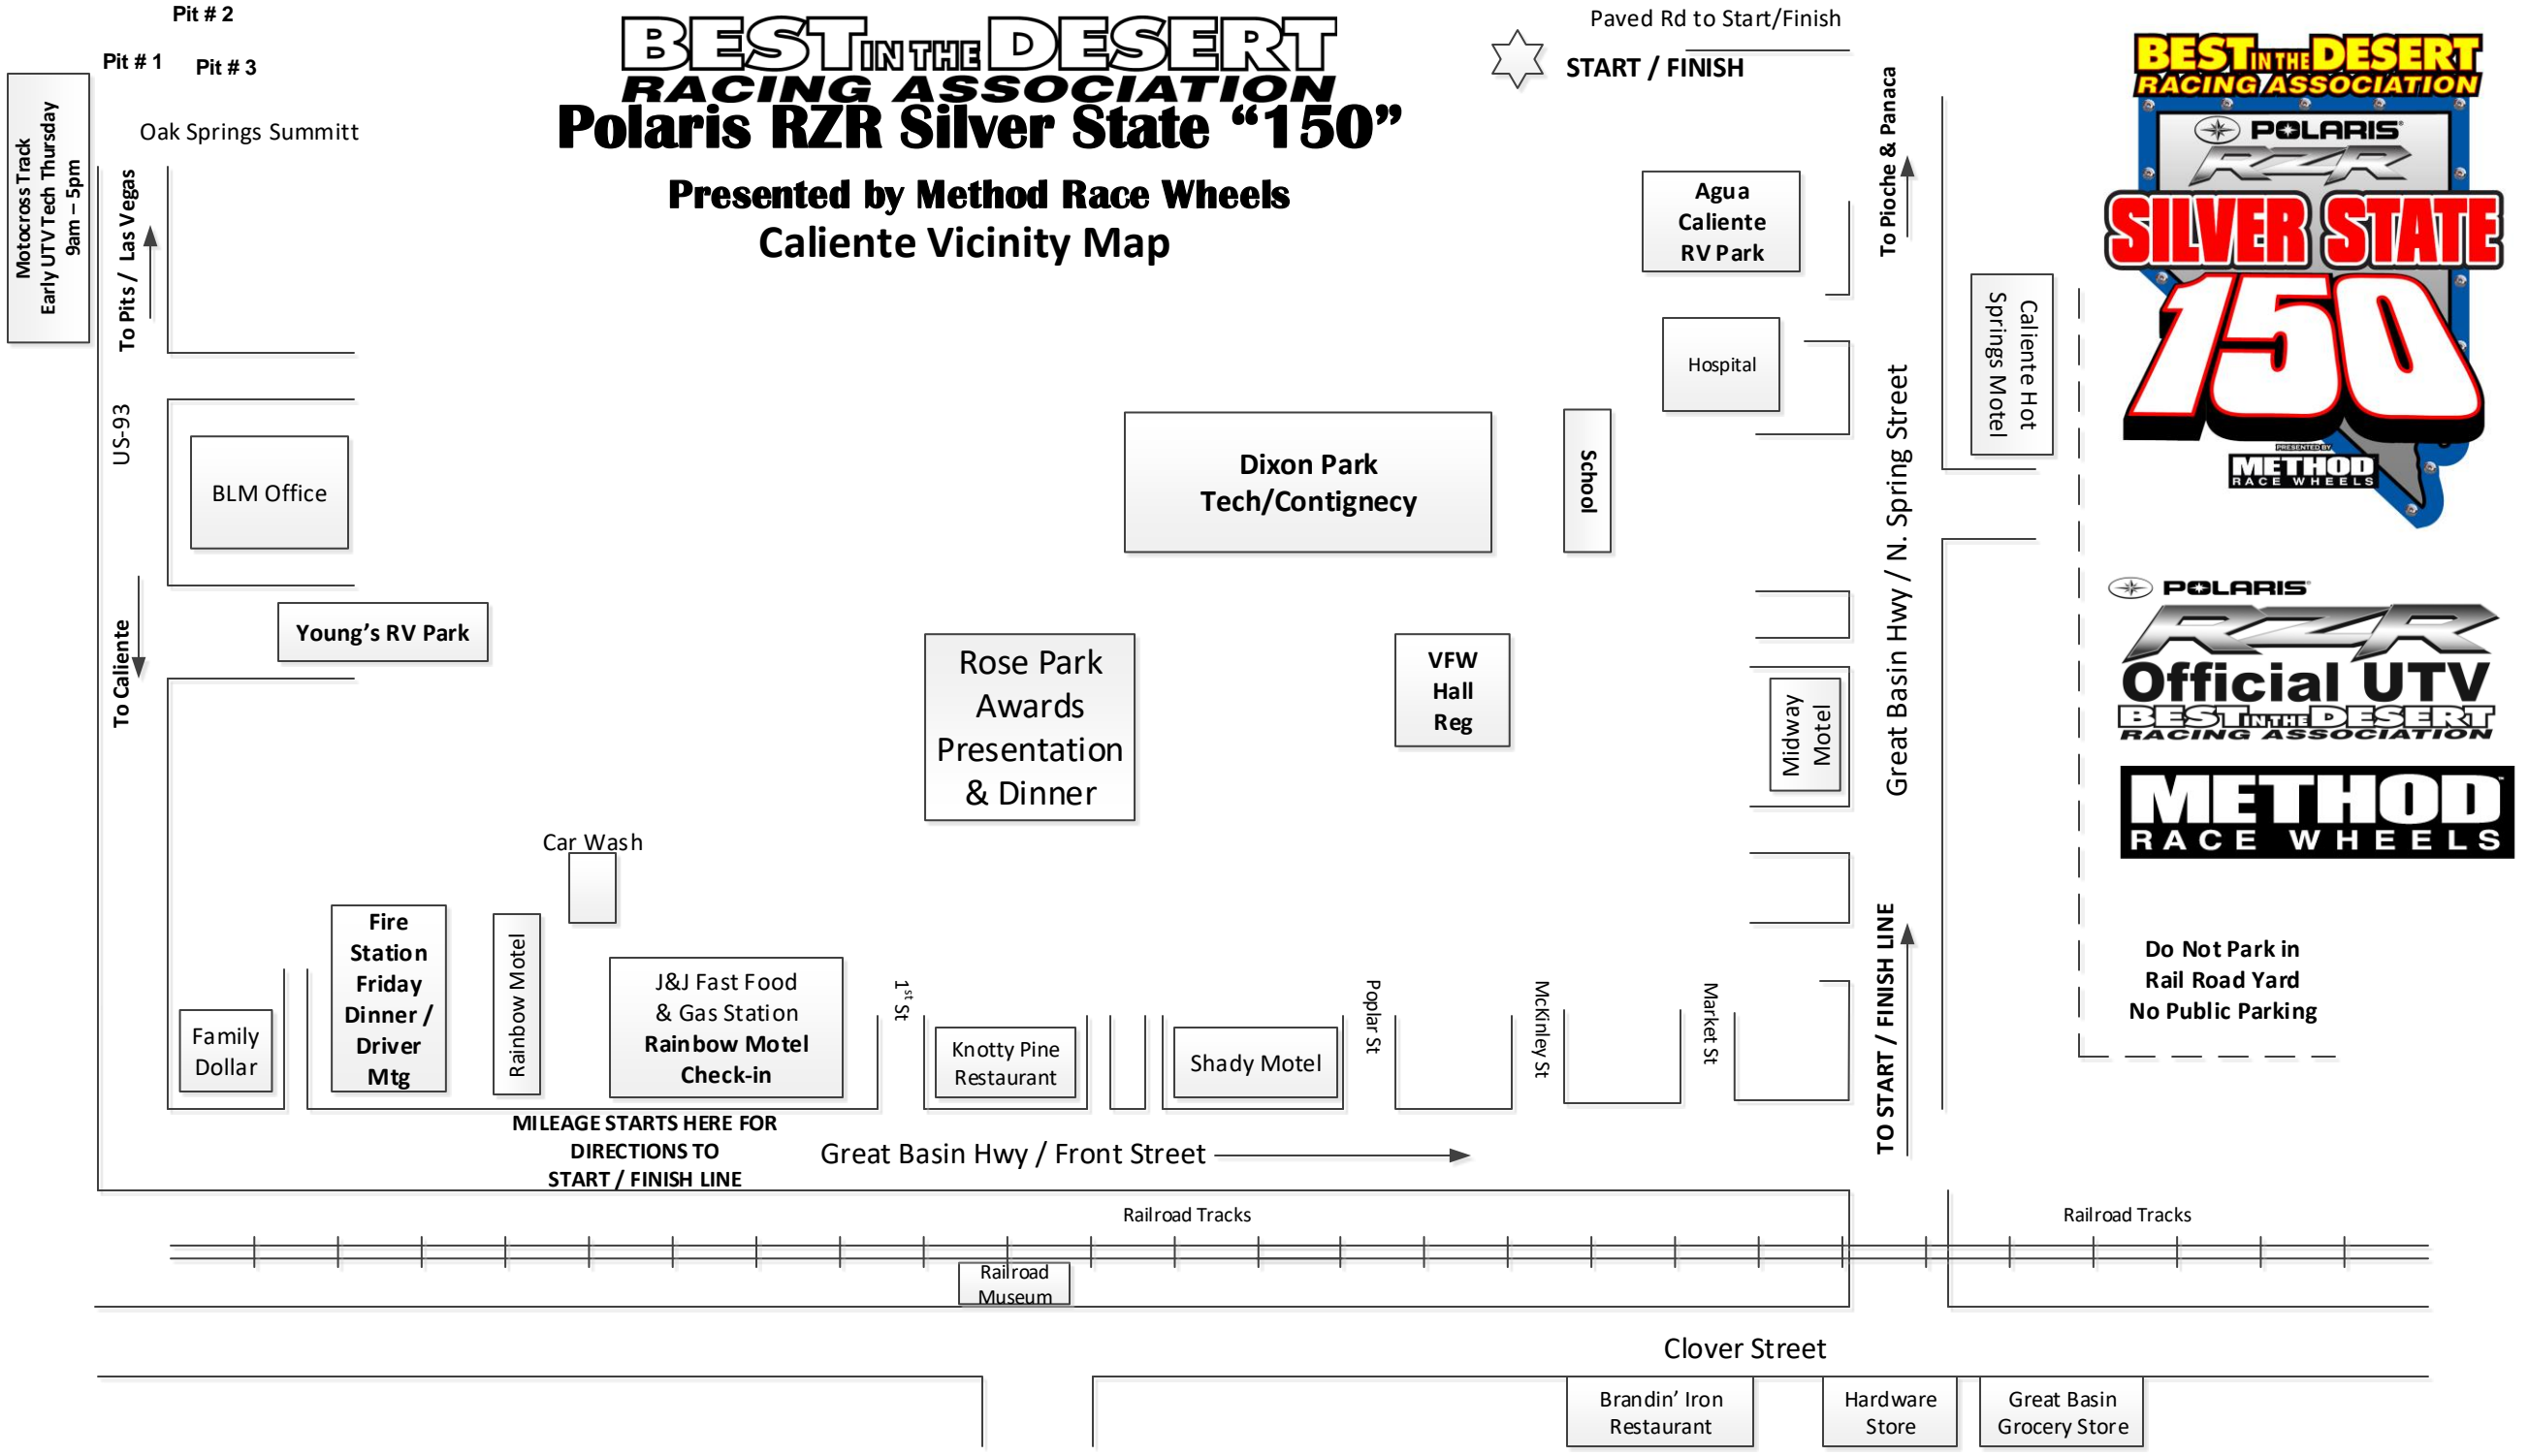 Pit # 2
Pit # 1
Pit # 3
Motocross Track
Early UTV Tech Thursday
9am – 5pm
Oak Springs Summitt
To Pits / Las Vegas
US-93
To Caliente
BEST IN THE DESERT
RACING ASSOCIATION
Polaris RZR Silver State “150”
Presented by Method Race Wheels
Caliente Vicinity Map
Paved Rd to Start/Finish
START / FINISH
To Pioche & Panaca
Agua
Caliente
RV Park
Hospital
Caliente Hot
Springs Motel
BLM Office
Dixon Park
Tech/Contignecy
School
Great Basin Hwy / N. Spring Street
Young’s RV Park
Rose Park
Awards
Presentation
& Dinner
VFW
Hall
Reg
Midway
Motel
Car Wash
Family
Dollar
Fire
Station
Friday
Dinner /
Driver
Mtg
Rainbow Motel
J&J Fast Food
& Gas Station
Rainbow Motel
Check-in
1st St
Knotty Pine
Restaurant
Shady Motel
Poplar St
McKinley St
Market St
TO START / FINISH LINE
MILEAGE STARTS HERE FOR
DIRECTIONS TO
START / FINISH LINE
Great Basin Hwy / Front Street
Railroad Tracks
Railroad Tracks
Railroad
Museum
Clover Street
Brandin’ Iron
Restaurant
Hardware
Store
Great Basin
Grocery Store
BEST IN THE DESERT
RACING ASSOCIATION
POLARIS
RZR
SILVER STATE
150
PRESENTED BY
METHOD
RACE WHEELS
POLARIS
RZR
Official UTV
BEST IN THE DESERT
RACING ASSOCIATION
METHOD
RACE WHEELS
Do Not Park in
Rail Road Yard
No Public Parking